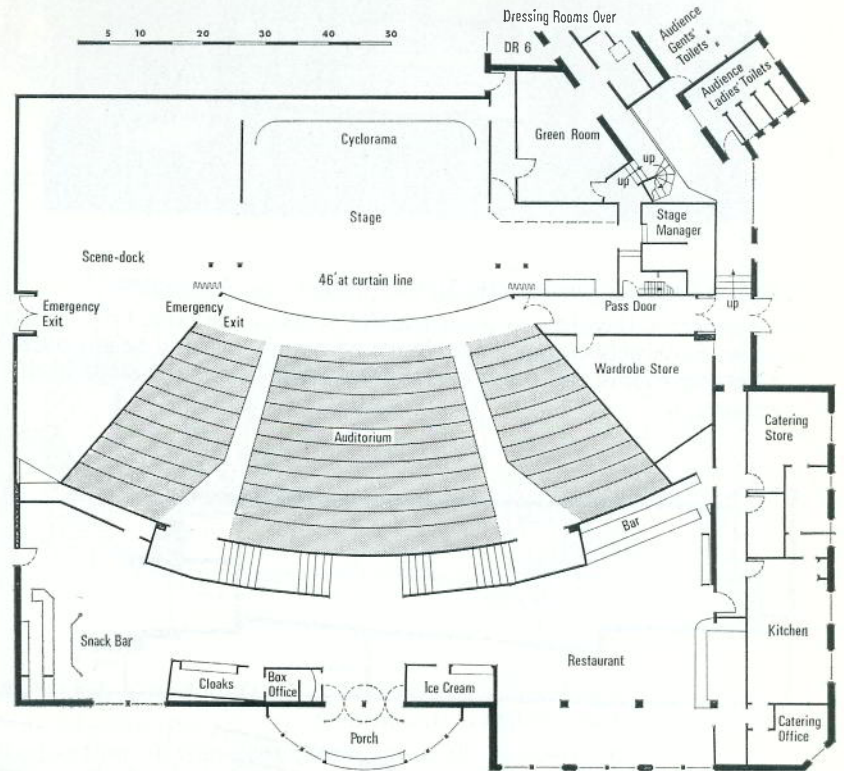 Dressing Rooms Over
5 10 20 30 40 50
DR 6
Audience
Gents'
Toilets
Audience
Ladies' Toilets
Cyclorama
Green Room
up
up
Stage
Stage
Manager
Scene-dock
46' at curtain line
Emergency
Exit
Emergency
Exit
Pass Door
up
Wardrobe Store
Auditorium
Catering
Store
Bar
Snack Bar
Kitchen
Restaurant
Cloaks
Box
Office
Ice Cream
Porch
Catering
Office